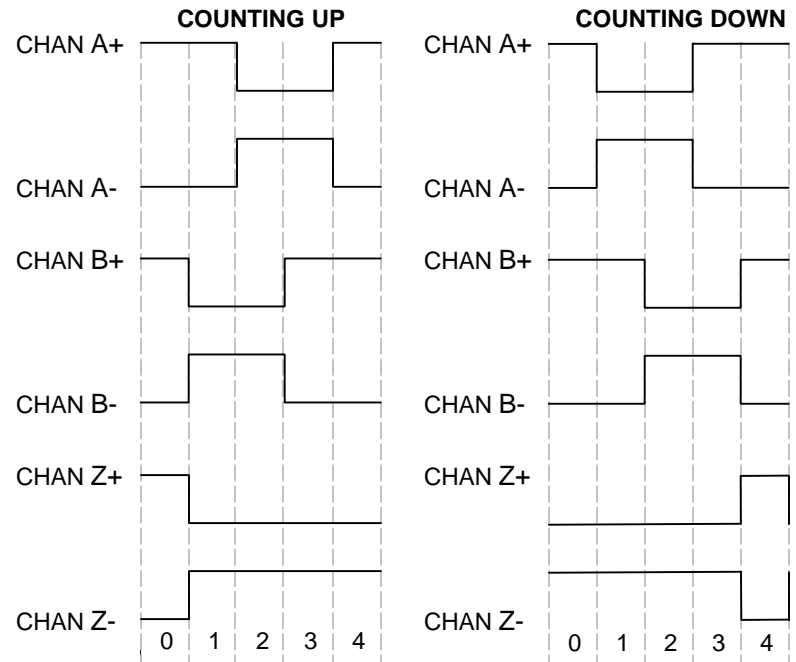 COUNTING UP
CHAN A+
CHAN A-
CHAN B+
CHAN B-
CHAN Z+
CHAN Z-
0 1 2 3 4
COUNTING DOWN
CHAN A+
CHAN A-
CHAN B+
CHAN B-
CHAN Z+
CHAN Z-
0 1 2 3 4